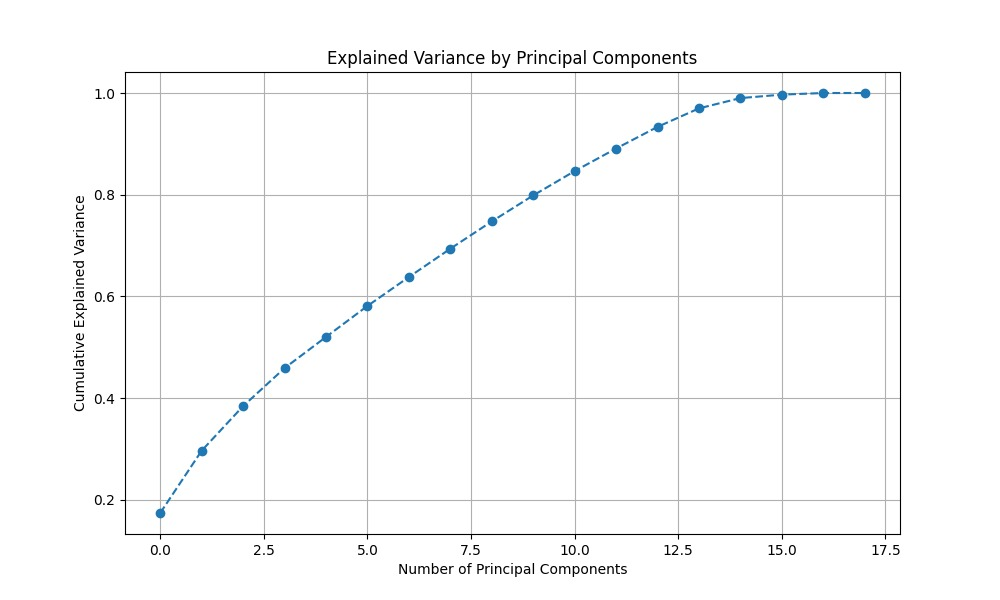 Explained Variance by Principal Components
Cumulative Explained Variance
1.0
0.8
0.6
0.4
0.2
0.0 2.5 5.0 7.5 10.0 12.5 15.0 17.5
Number of Principal Components